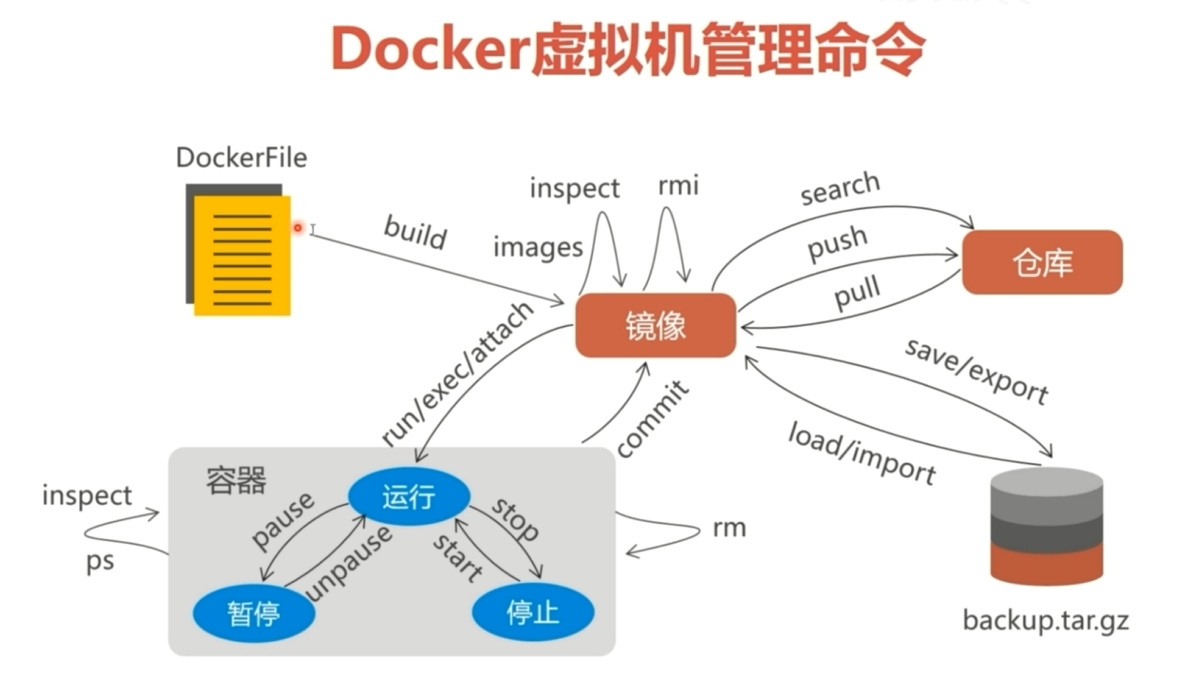 Docker虚拟机管理命令
DockerFile
build
inspect
images
rmi
search
push
pull
仓库
镜像
run/exec/attach
commit
save/export
load/import
容器
运行
pause
unpause
stop
start
暂停
停止
inspect
ps
rm
backup.tar.gz